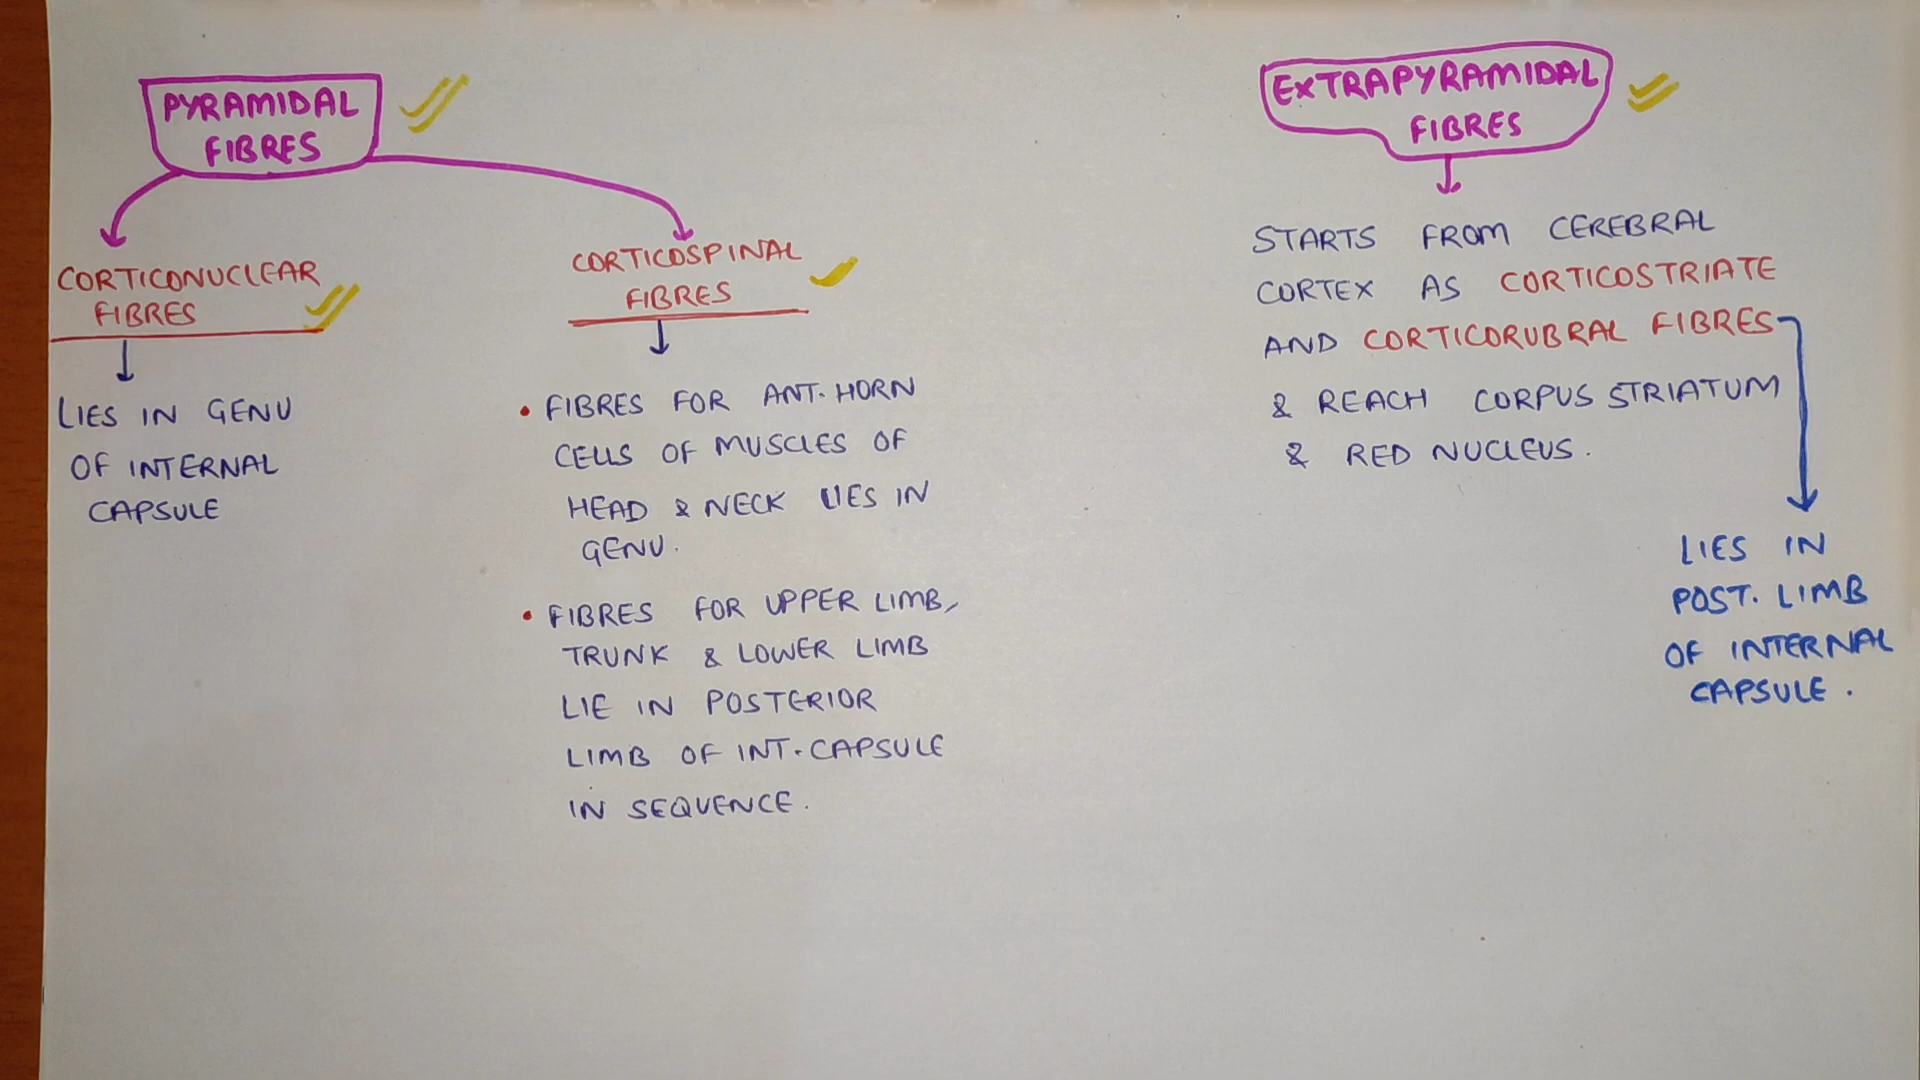 PYRAMIDAL
FIBRES
CORTICONUCLEAR
FIBRES
LIES IN GENU
OF INTERNAL
CAPSULE
CORTICOSPINAL
FIBRES
• FIBRES FOR ANT. HORN
CELLS OF MUSCLES OF
HEAD & NECK LIES IN
GENU.
• FIBRES FOR UPPER LIMB,
TRUNK & LOWER LIMB
LIE IN POSTERIOR
LIMB OF INT. CAPSULE
IN SEQUENCE.
EXTRAPYRAMIDAL
FIBRES
STARTS FROM CEREBRAL
CORTEX AS CORTICOSTRIATE
AND CORTICORUBRAL FIBRES
& REACH CORPUS STRIATUM
& RED NUCLEUS.
LIES IN
POST. LIMB
OF INTERNAL
CAPSULE.